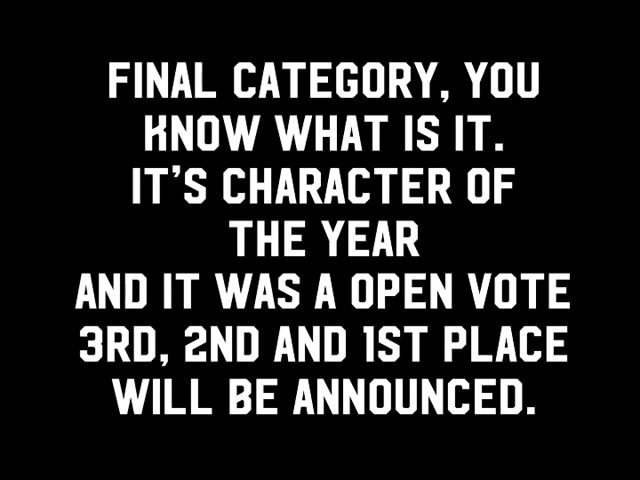 FINAL CATEGORY, YOU
KNOW WHAT IS IT.
IT'S CHARACTER OF
THE YEAR
AND IT WAS A OPEN VOTE
3RD, 2ND AND 1ST PLACE
WILL BE ANNOUNCED.